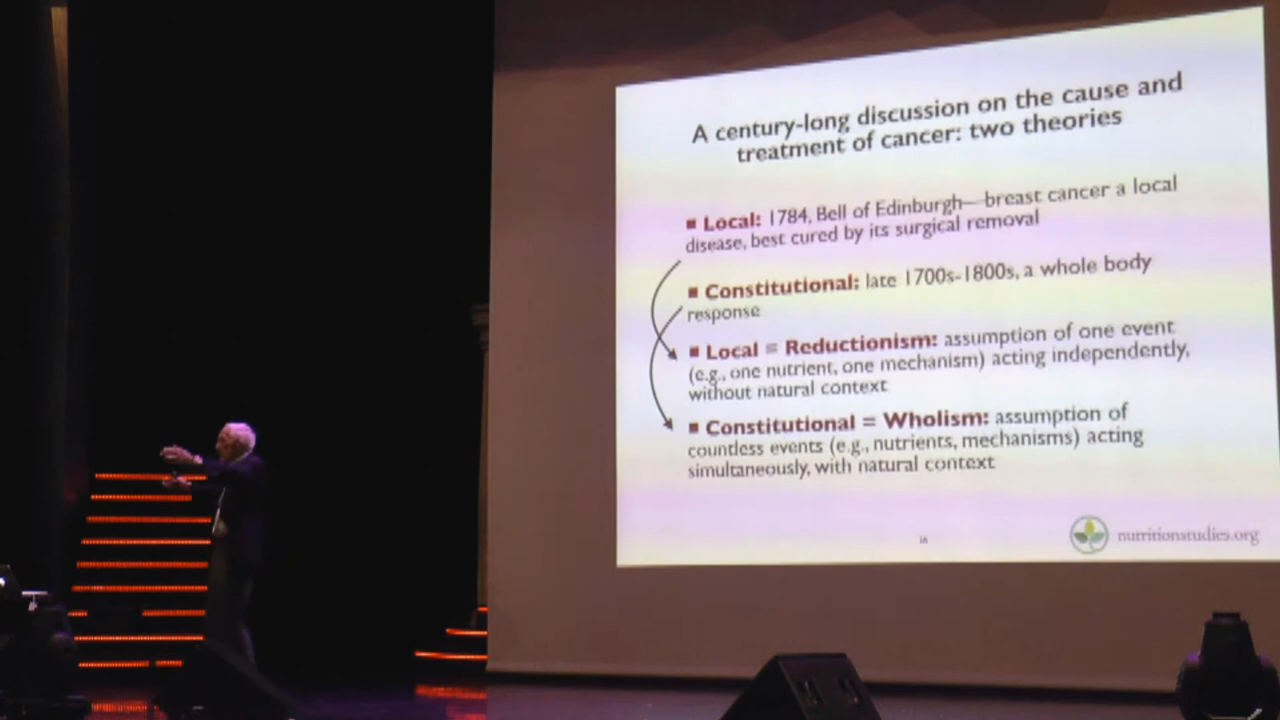 A century-long discussion on the cause and
treatment of cancer: two theories
▪ Local: 1784, Bell of Edinburgh— breast cancer a local
disease, best cured by its surgical removal
▪ Constitutional: late 1700s-1800s, a whole body
response
▪ Local = Reductionism: assumption of one event
(e.g., one nutrient, one mechanism) acting independently,
without natural context
▪ Constitutional = Wholism: assumption of
countless events (e.g., nutrients, mechanisms) acting
simultaneously, with natural context
nutritionstudies.org